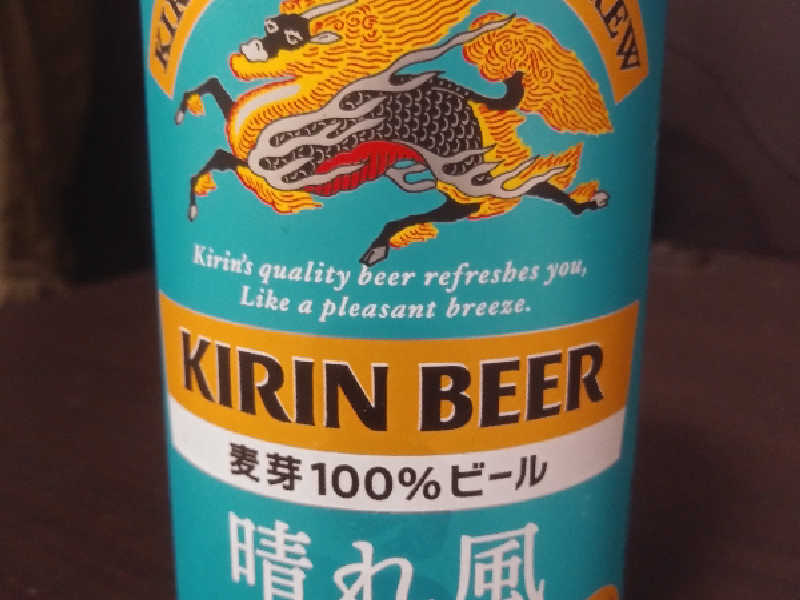 Kirin's quality beer refreshes you,
Like a pleasant breeze.
KIRIN BEER
麦芽100%ビール
晴れ風